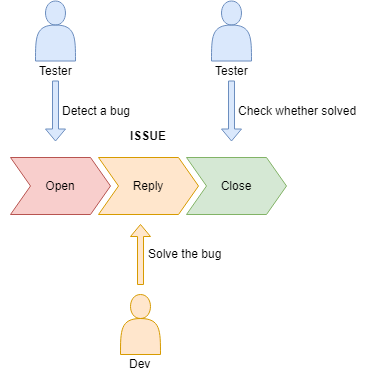 Tester
Tester
Detect a bug
Check whether solved
ISSUE
Open
Reply
Close
Solve the bug
Dev